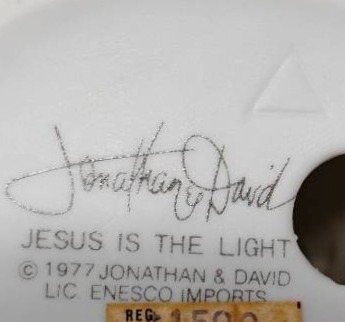 Jonathan & David
JESUS IS THE LIGHT
© 1977 JONATHAN & DAVID
LIC. ENESCO IMPORTS
REG.